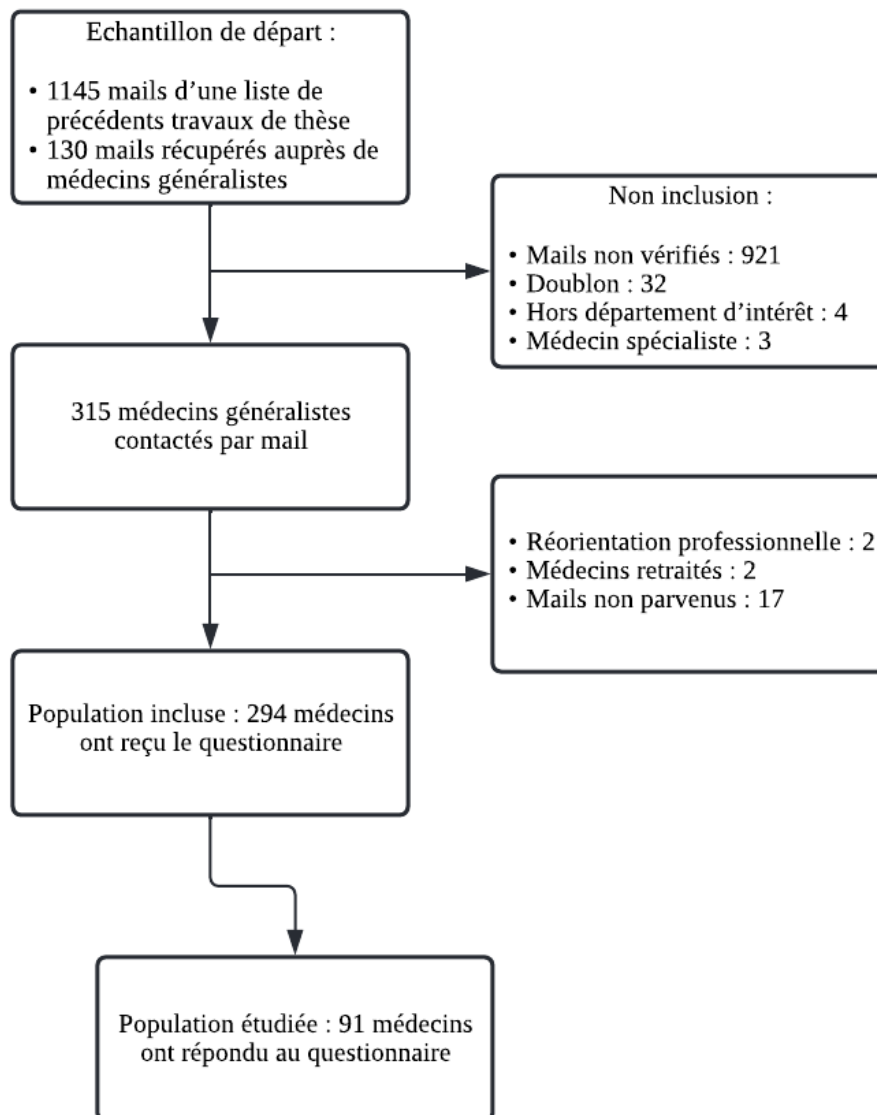 Echantillon de départ :
• 1145 mails d’une liste de
précédents travaux de thèse
• 130 mails récupérés auprès de
médecins généralistes
Non inclusion :
• Mails non vérifiés : 921
• Doublon : 32
• Hors département d’intérêt : 4
• Médecin spécialiste : 3
315 médecins généralistes
contactés par mail
• Réorientation professionnelle : 2
• Médecins retraités : 2
• Mails non parvenus : 17
Population incluse : 294 médecins
ont reçu le questionnaire
Population étudiée : 91 médecins
ont répondu au questionnaire